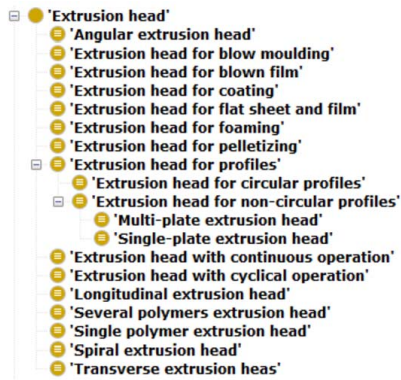 'Extrusion head'
'Angular extrusion head'
'Extrusion head for blow moulding'
'Extrusion head for blown film'
'Extrusion head for coating'
'Extrusion head for flat sheet and film'
'Extrusion head for foaming'
'Extrusion head for pelletizing'
'Extrusion head for profiles'
'Extrusion head for circular profiles'
'Extrusion head for non-circular profiles'
'Multi-plate extrusion head'
'Single-plate extrusion head'
'Extrusion head with continuous operation'
'Extrusion head with cyclical operation'
'Longitudinal extrusion head'
'Several polymers extrusion head'
'Single polymer extrusion head'
'Spiral extrusion head'
'Transverse extrusion heas'